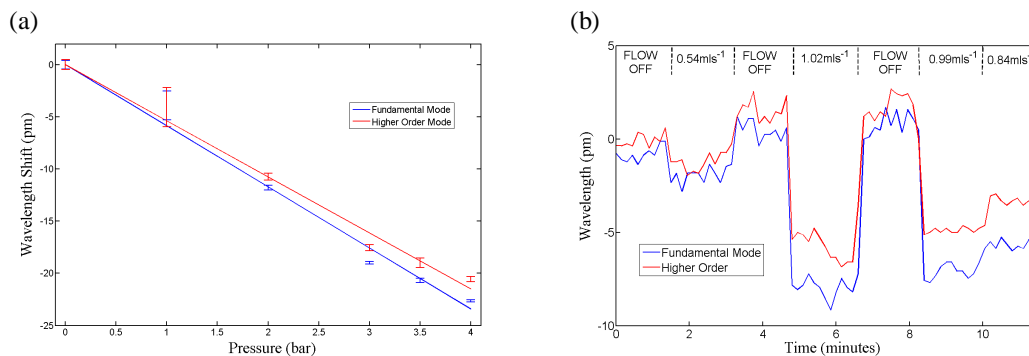 (a)
0
-5
-10
-15
-20
-25
Wavelength Shift (pm)
0 0.5 1 1.5 2 2.5 3 3.5 4
Pressure (bar)
Fundamental Mode
Higher Order Mode
(b)
5
0
-5
-10
Wavelength (pm)
0 2 4 6 8 10
Time (minutes)
FLOW OFF
0.54mls⁻¹
FLOW OFF
1.02mls⁻¹
FLOW OFF
0.99mls⁻¹
0.84mls
Fundamental Mode
Higher Order